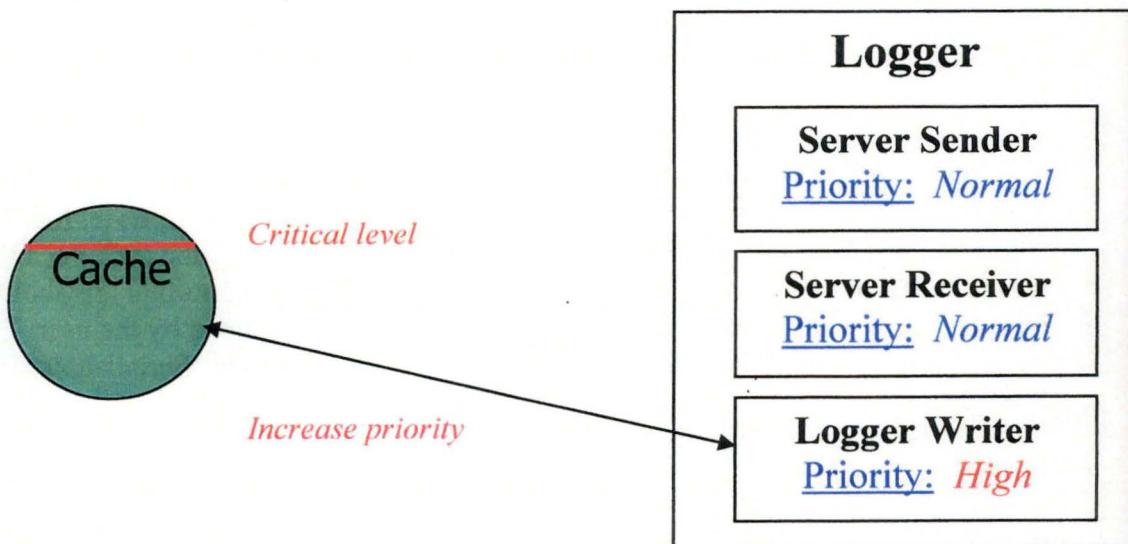 Logger
Server Sender
Priority: Normal
Critical level
Cache
Server Receiver
Priority: Normal
Increase priority
Logger Writer
Priority: High